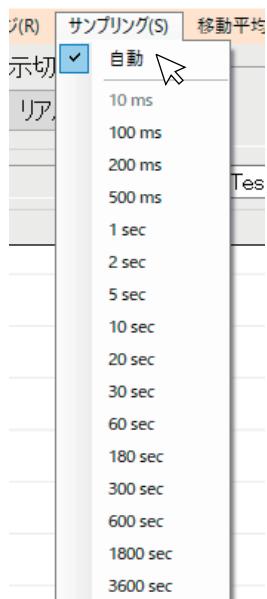 ジ(R) サンプリング(S) 移動平均
示切
自動
リア
10 ms
100 ms
200 ms
Tes
500 ms
1 sec
2 sec
5 sec
10 sec
20 sec
30 sec
60 sec
180 sec
300 sec
600 sec
1800 sec
3600 sec